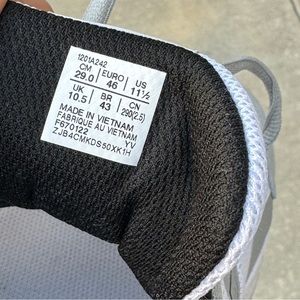 1201A242
CM EURO US
29.0 46 11½
UK BR CN
10.5 43 290(2.5)
MADE IN VIETNAM
FABRIQUE AU VIETNAM
F670122 YV
ZJB4CMKDS50XK1H